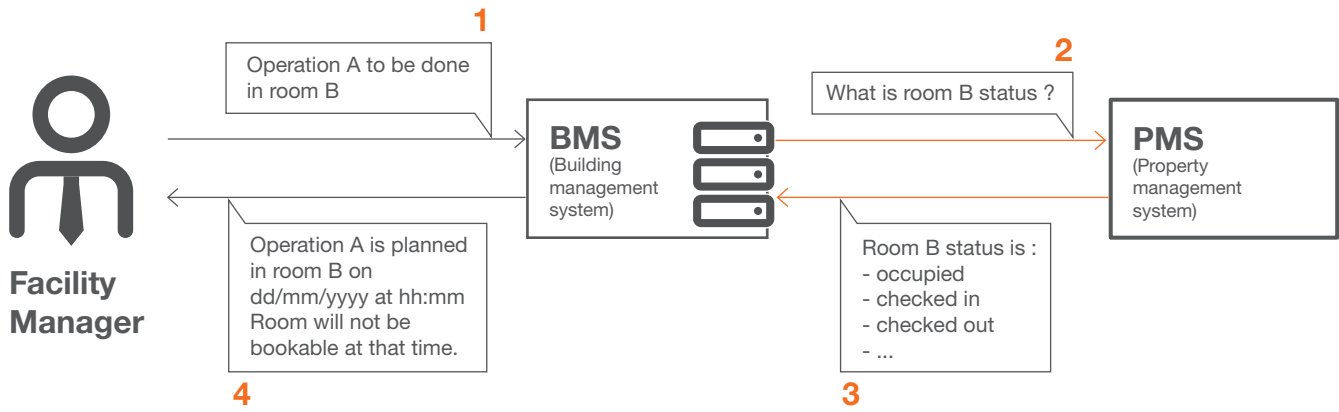 1
Operation A to be done
in room B
2
What is room B status ?
BMS
(Building
management
system)
PMS
(Property
management
system)
Facility
Manager
Operation A is planned
in room B on
dd/mm/yyyy at hh:mm
Room will not be
bookable at that time.
4
Room B status is :
- occupied
- checked in
- checked out
- ...
3